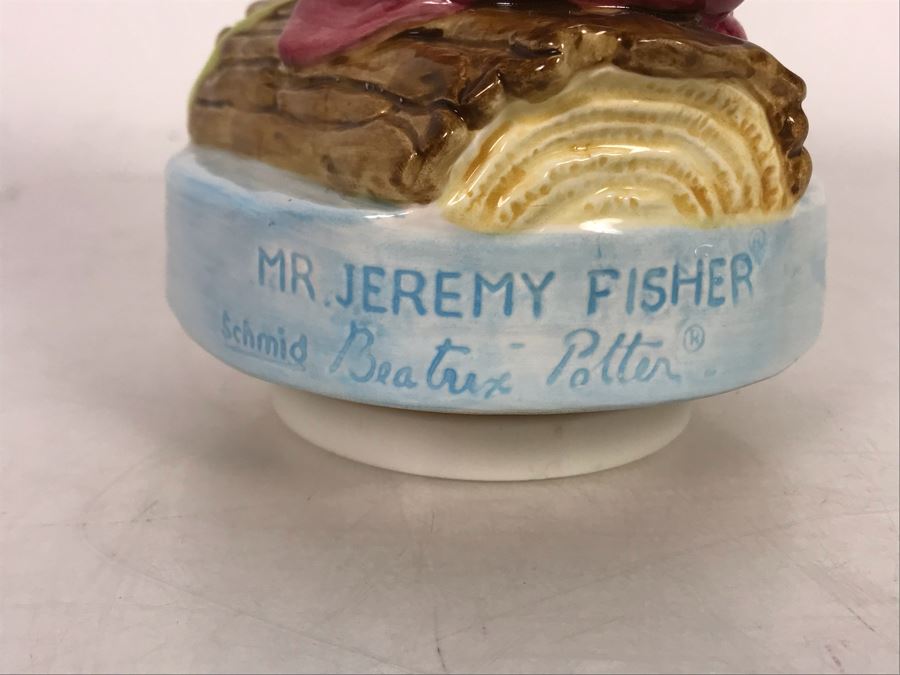 MR. JEREMY FISHER®
Schmid Beatrix Potter®